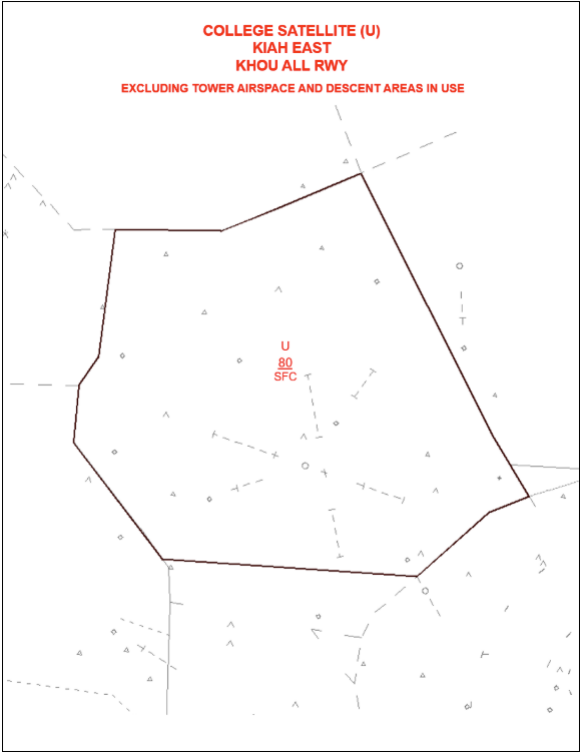 COLLEGE SATELLITE (U)
KIAH EAST
KHOU ALL RWY
EXCLUDING TOWER AIRSPACE AND DESCENT AREAS IN USE
U
80
SFC